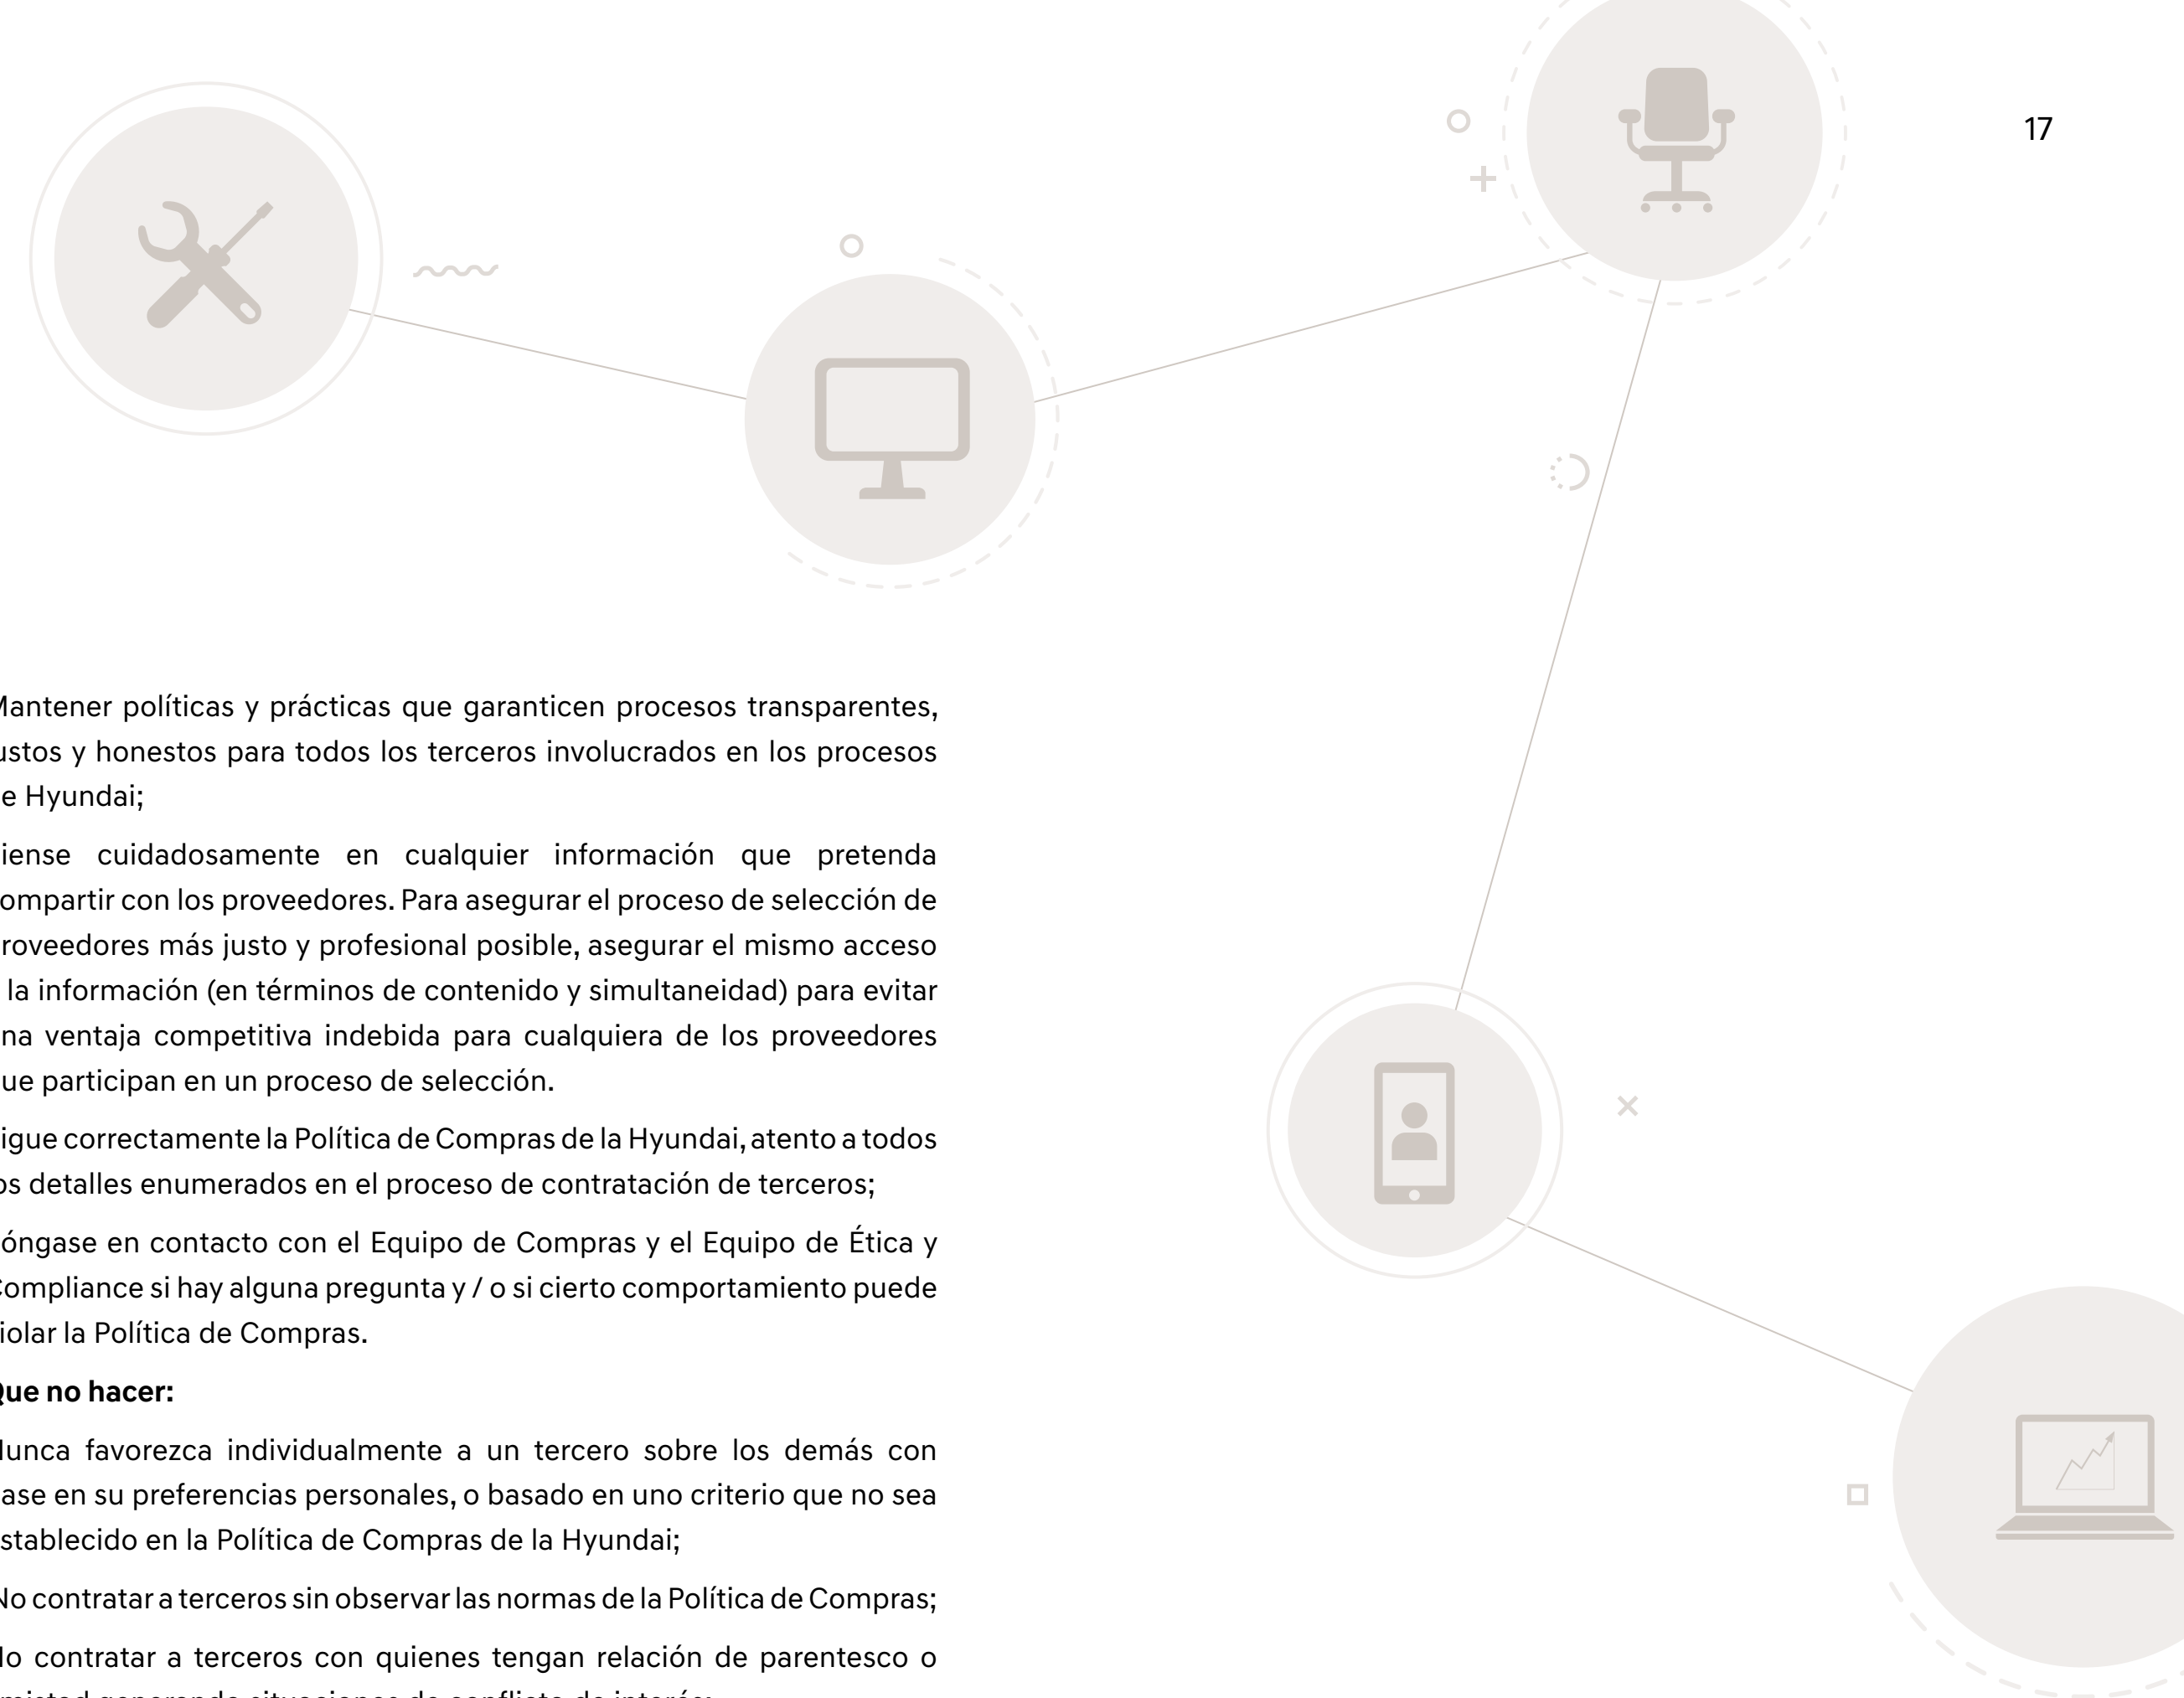 17
Mantener políticas y prácticas que garanticen procesos transparentes,
ustos y honestos para todos los terceros involucrados en los procesos
e Hyundai;
iense cuidadosamente en cualquier información que pretenda
ompartir con los proveedores. Para asegurar el proceso de selección de
roveedores más justo y profesional posible, asegurar el mismo acceso
la información (en términos de contenido y simultaneidad) para evitar
na ventaja competitiva indebida para cualquiera de los proveedores
ue participan en un proceso de selección.
igue correctamente la Política de Compras de la Hyundai, atento a todos
os detalles enumerados en el proceso de contratación de terceros;
óngase en contacto con el Equipo de Compras y el Equipo de Ética y
Compliance si hay alguna pregunta y / o si cierto comportamiento puede
iolar la Política de Compras.
Que no hacer:
Nunca favorezca individualmente a un tercero sobre los demás con
ase en su preferencias personales, o basado en uno criterio que no sea
stablecido en la Política de Compras de la Hyundai;
No contratar a terceros sin observar las normas de la Política de Compras;
No contratar a terceros con quienes tengan relación de parentesco o
mistad generando situaciones de conflicto de interés;